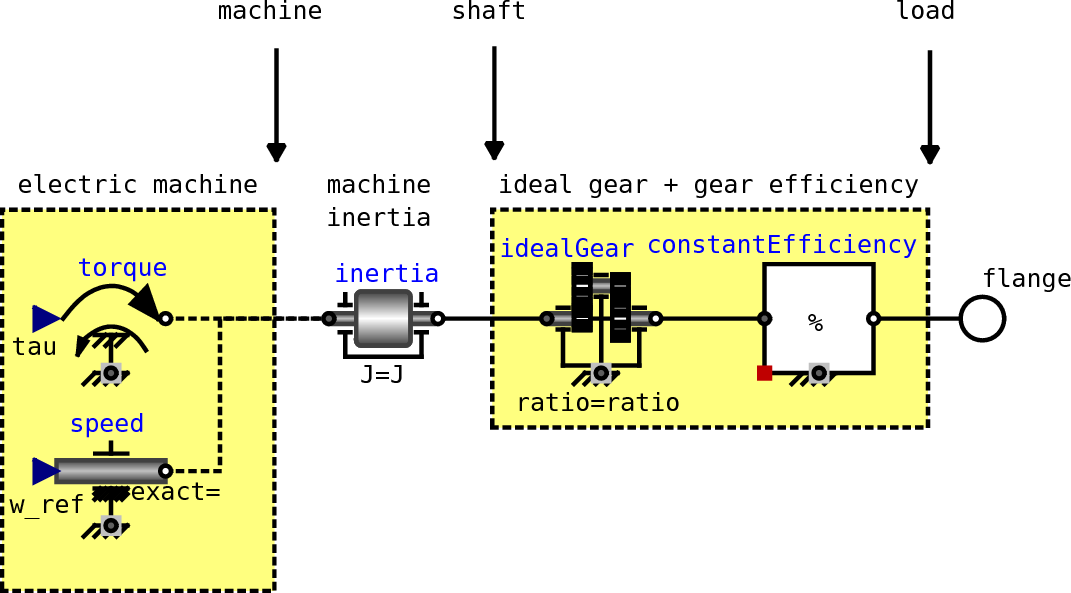 machine
shaft
load
electric machine
machine
inertia
ideal gear + gear efficiency
torque
tau
speed
w_ref
exact=
inertia
J=J
idealGear
ratio=ratio
constantEfficiency
%
flange